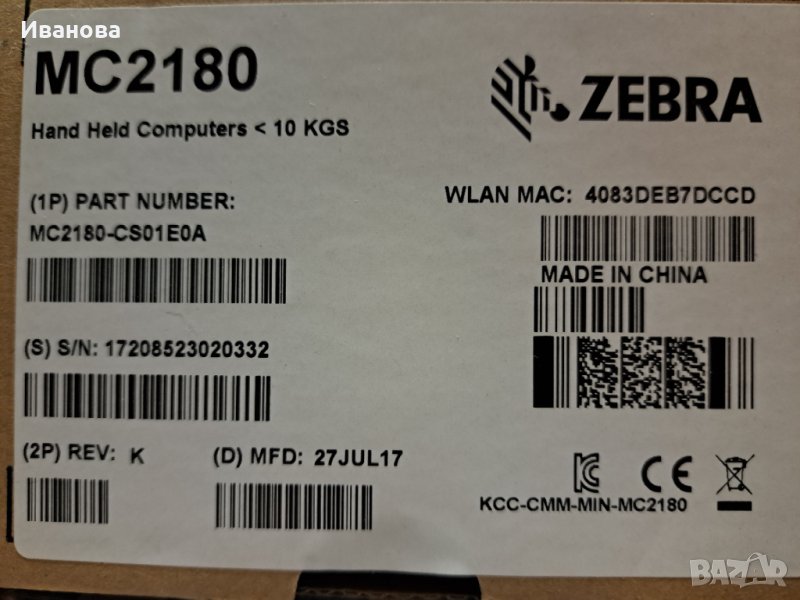 Иванова
MC2180
ZEBRA
Hand Held Computers < 10 KGS
(1P) PART NUMBER:
MC2180-CS01E0A
WLAN MAC: 4083DEB7DCCD
MADE IN CHINA
(S) S/N: 17208523020332
(2P) REV: K
(D) MFD: 27JUL17
KCC-CMM-MIN-MC2180
BAZAR